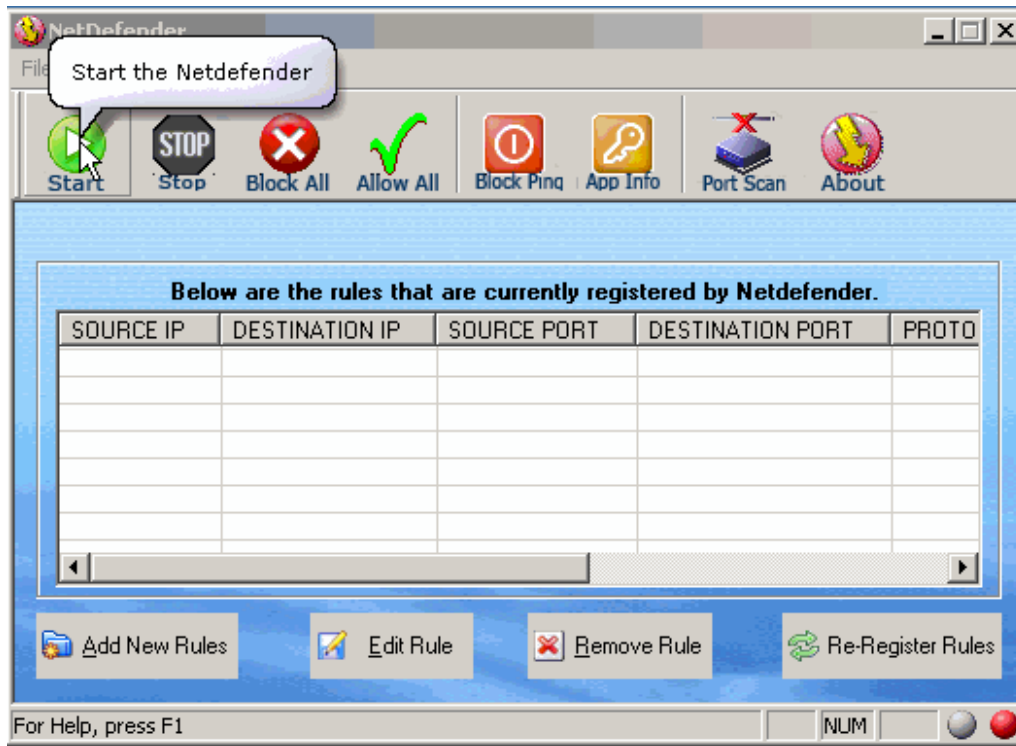 NetDefender
File
Start the Netdefender
STOP
Start Stop Block All Allow All Block Ping App Info Port Scan About
Below are the rules that are currently registered by Netdefender.
SOURCE IP DESTINATION IP SOURCE PORT DESTINATION PORT PROTO
Add New Rules Edit Rule Remove Rule Re-Register Rules
For Help, press F1 NUM